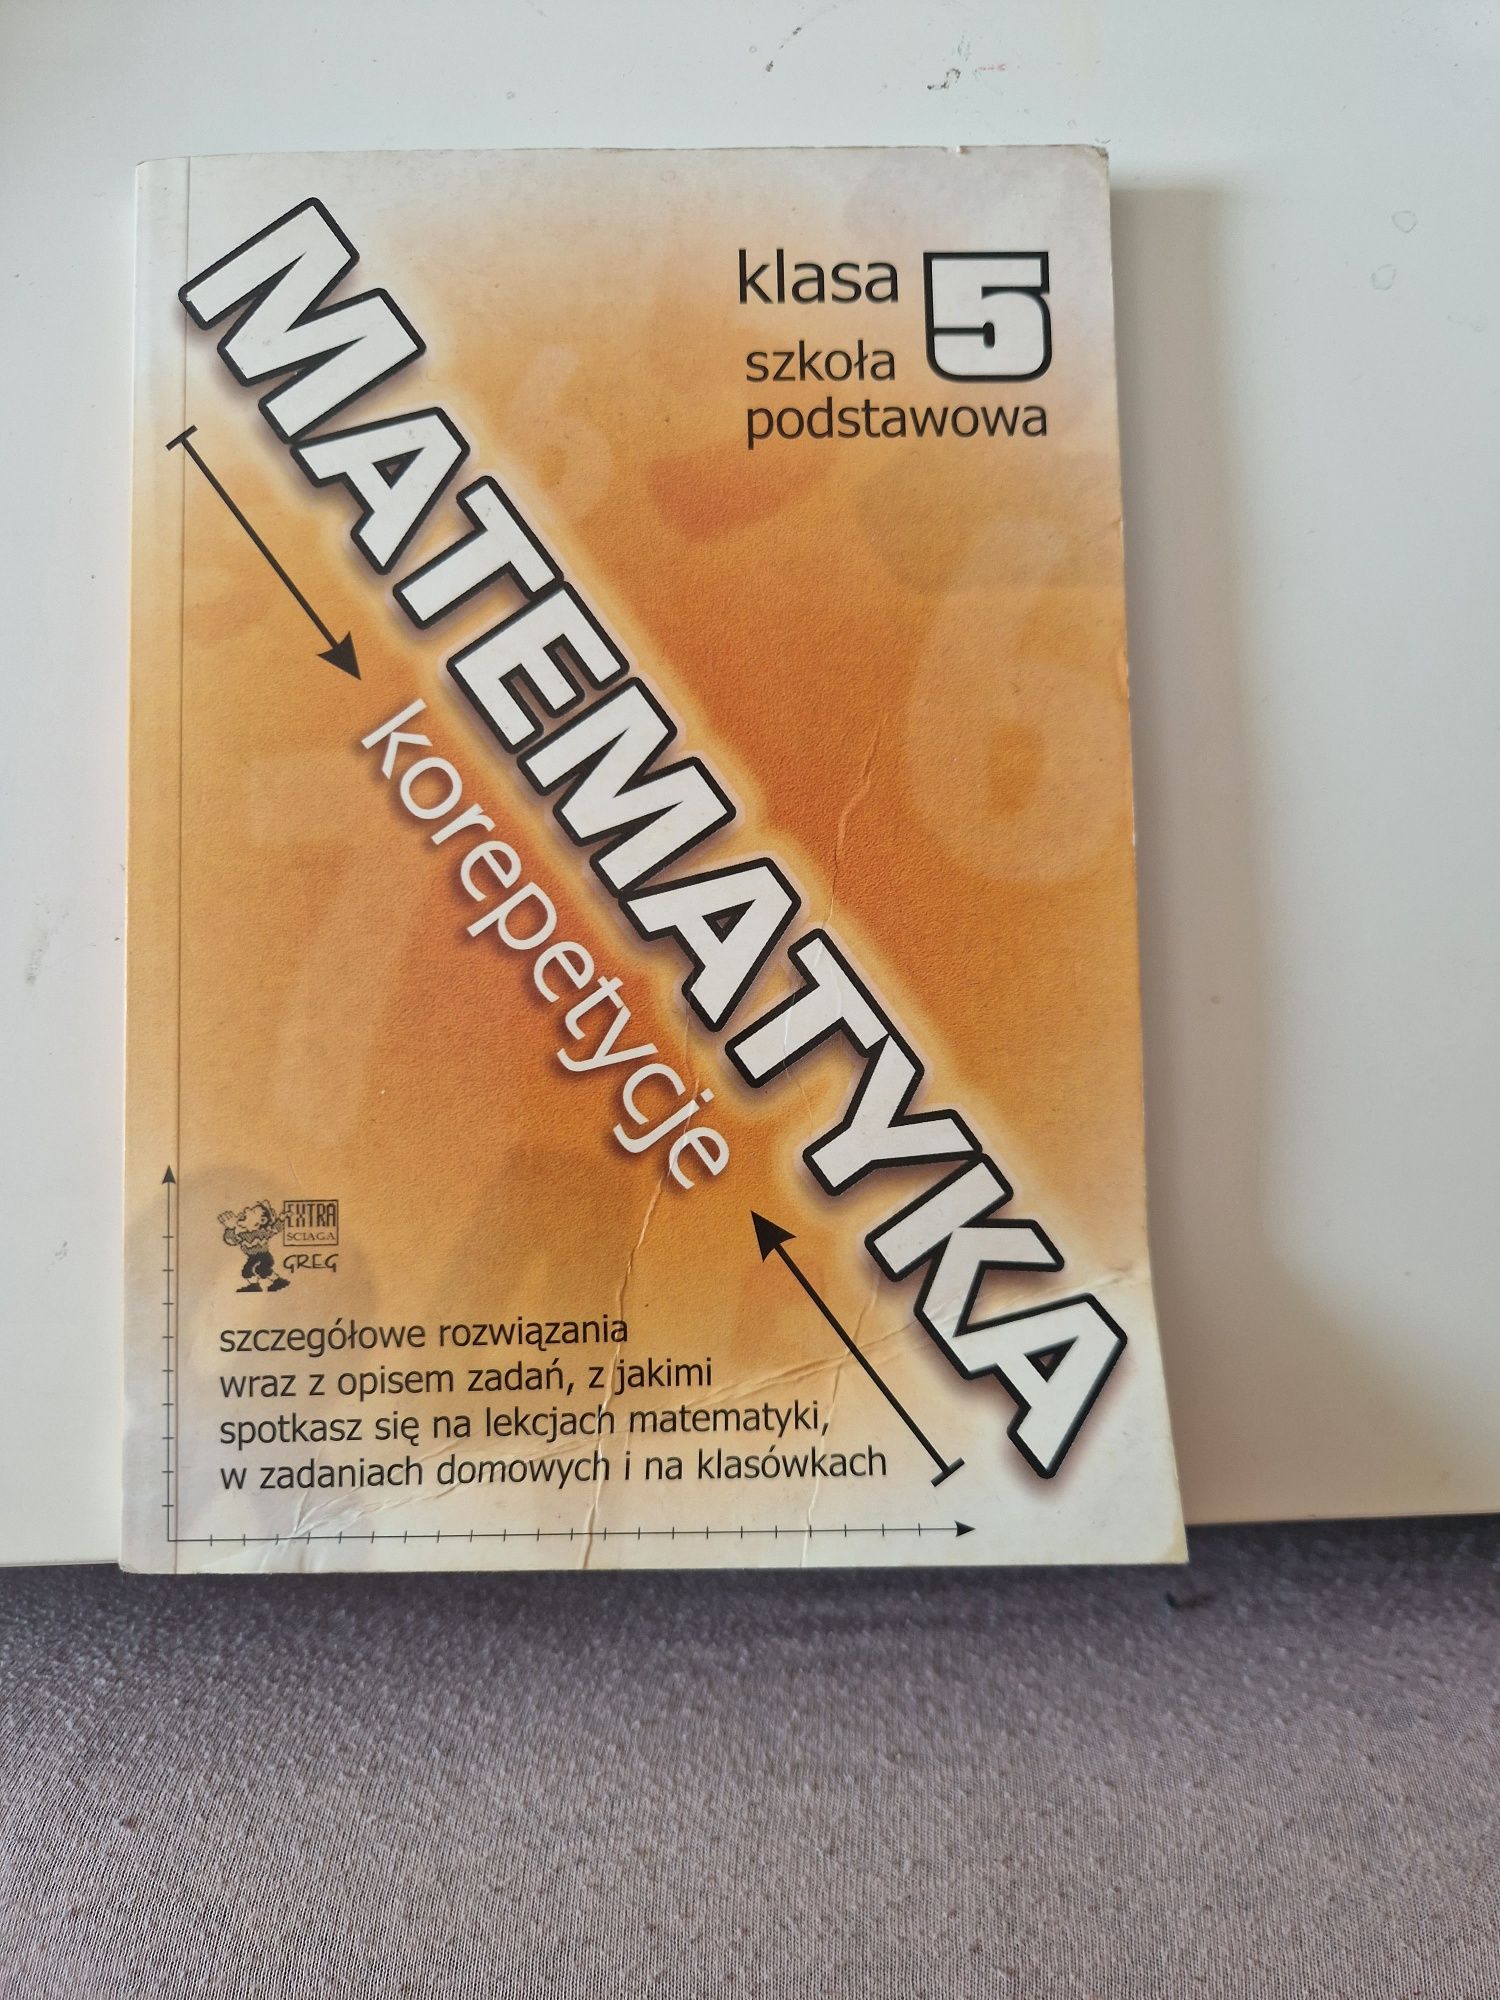 klasa 5
szkoła
podstawowa
MATEMATYKA
korepetycje
EXTRA
SCIAGA
GREG
szczegółowe rozwiązania
wraz z opisem zadań, z jakimi
spotkasz się na lekcjach matematyki,
w zadaniach domowych i na klasówkach